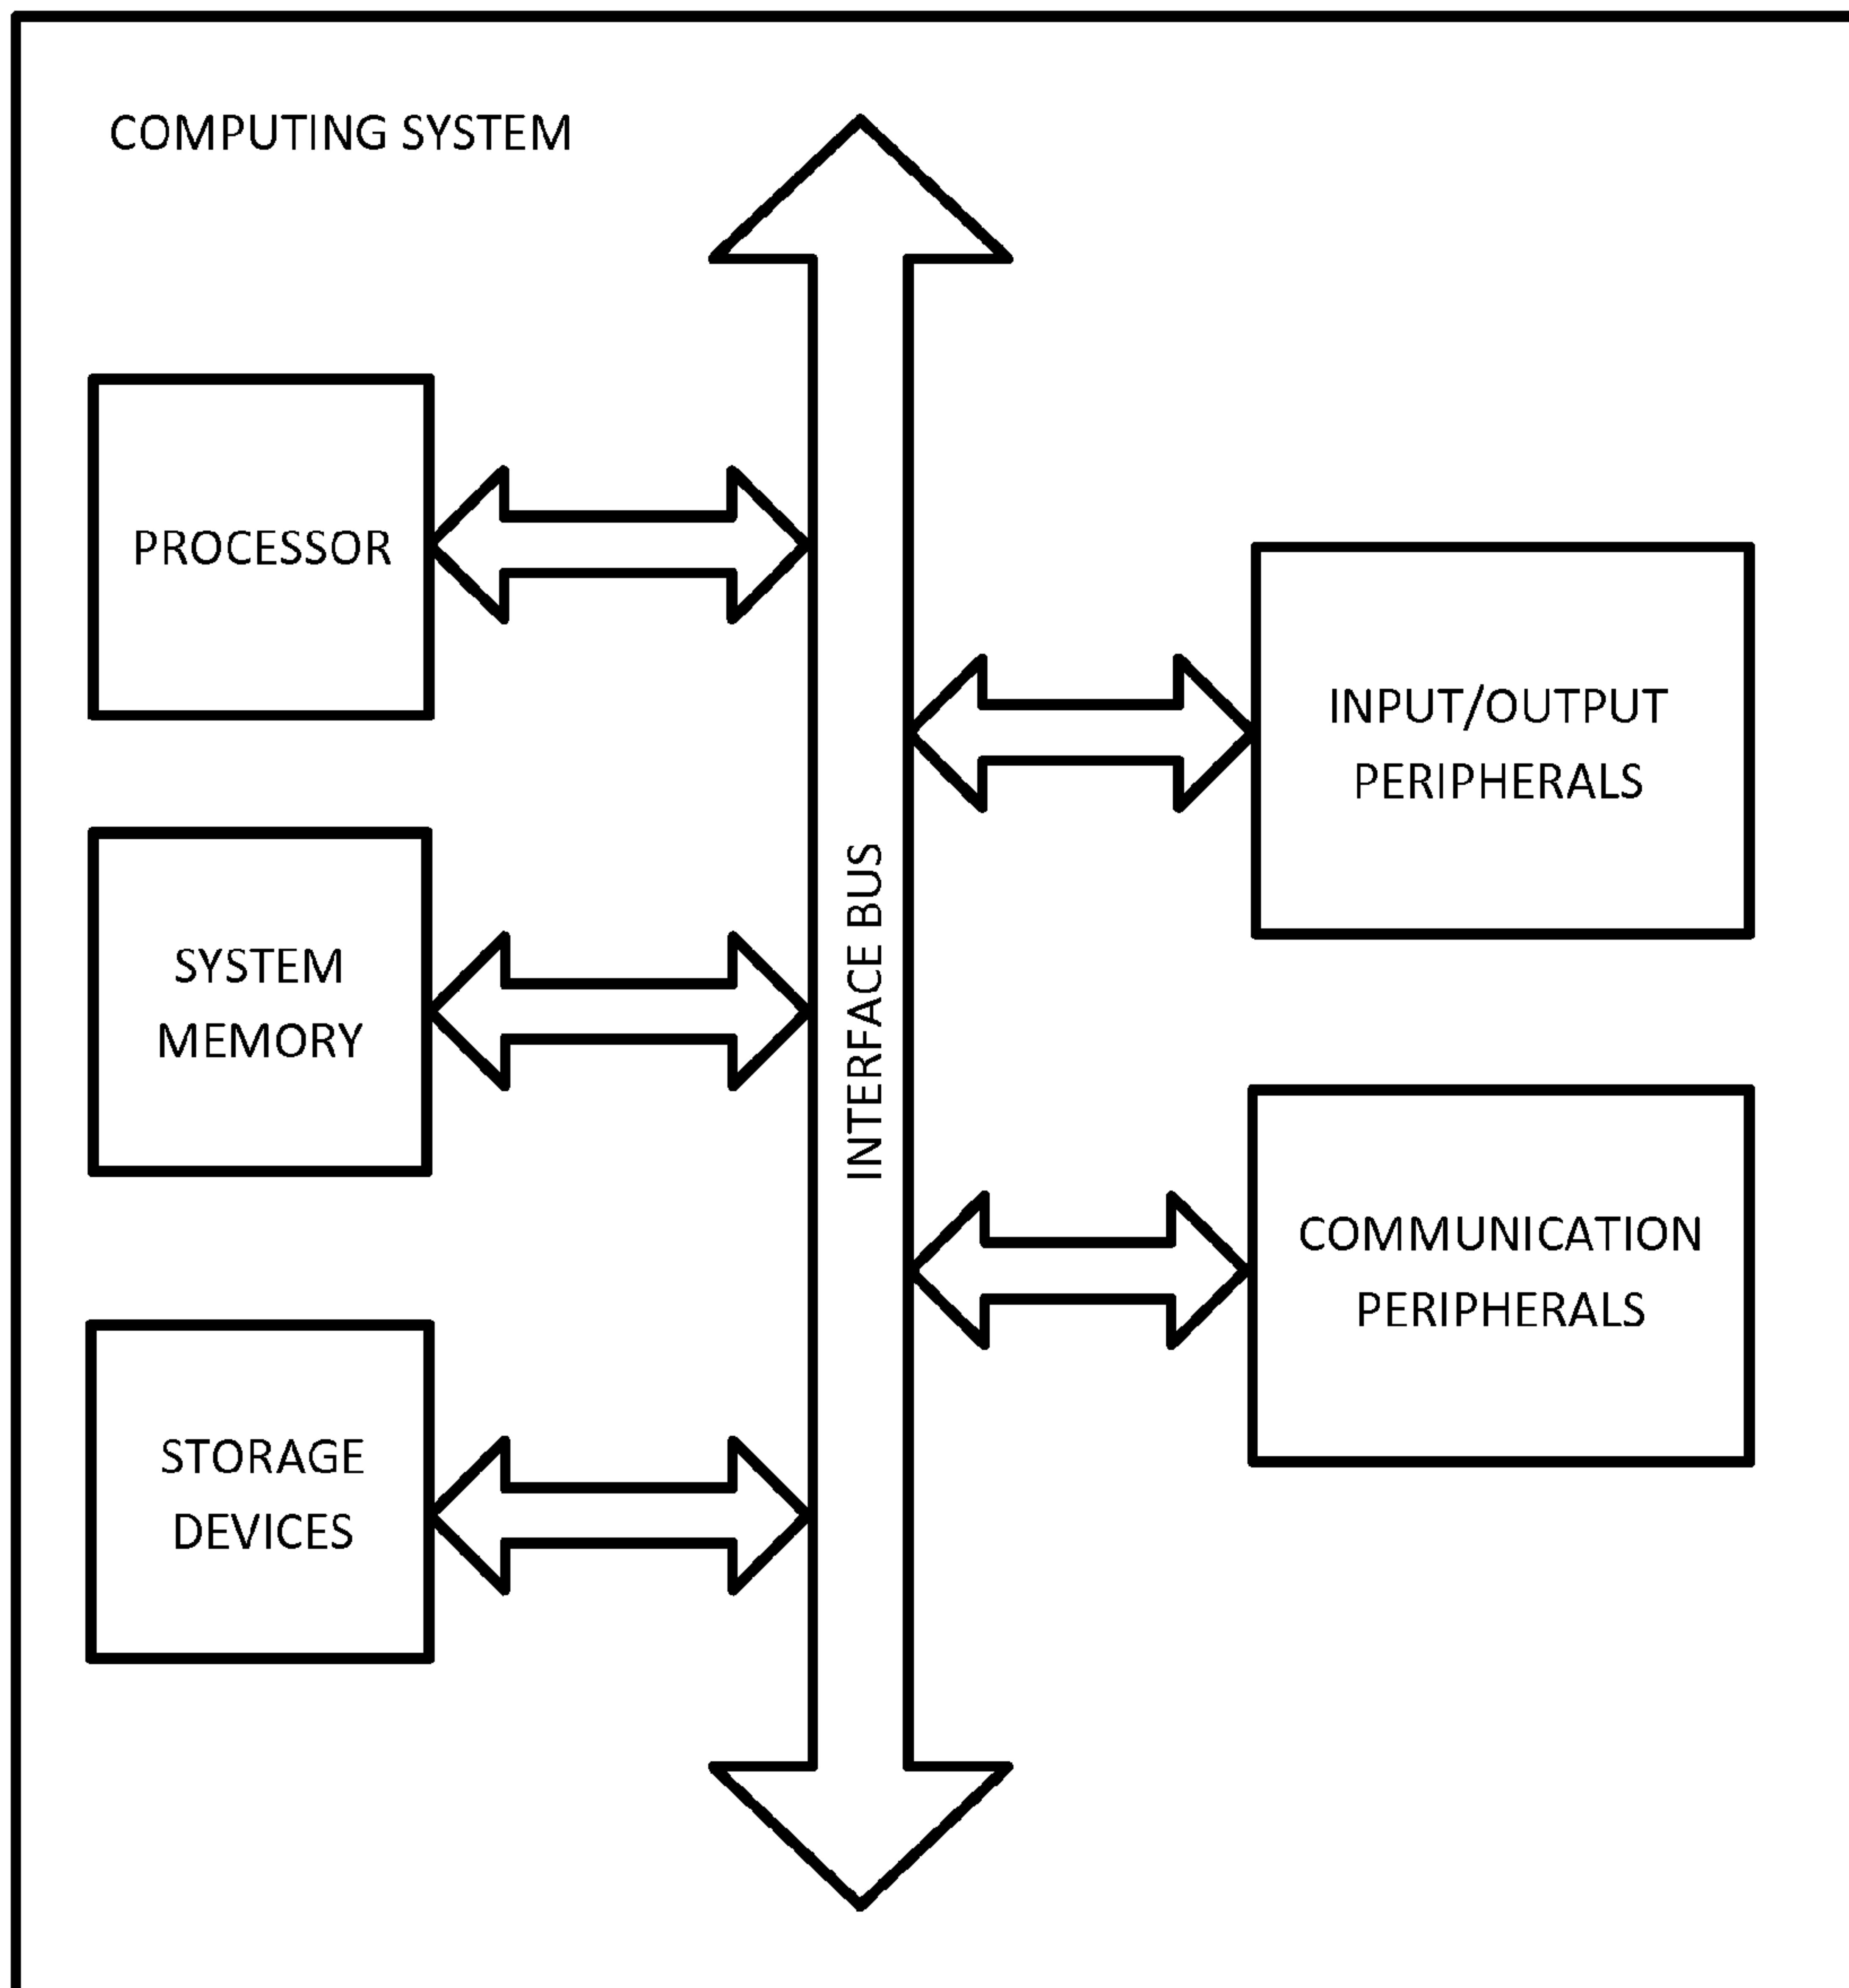 COMPUTING SYSTEM
PROCESSOR
SYSTEM
MEMORY
STORAGE
DEVICES
INTERFACE BUS
INPUT/OUTPUT
PERIPHERALS
COMMUNICATION
PERIPHERALS